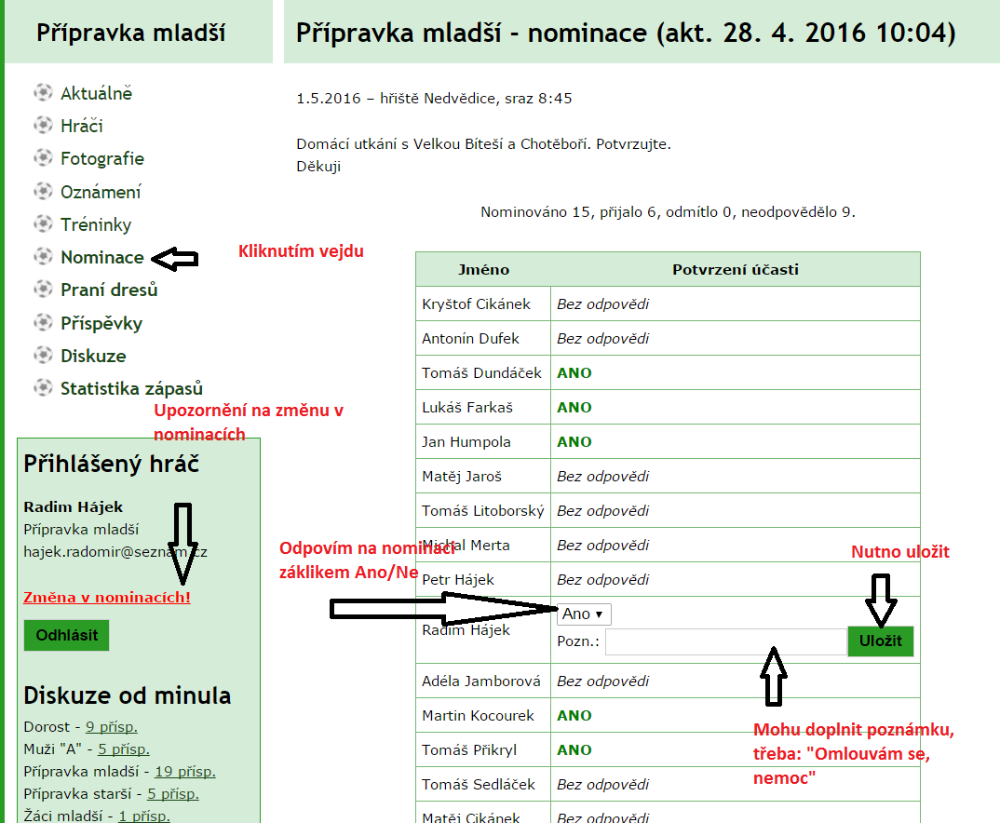 Přípravka mladší
Aktuálně
Hráči
Fotografie
Oznámení
Tréninky
Nominace
Kliknutím vejdu
Praní dresů
Příspěvky
Diskuze
Statistika zápasů
Upozornění na změnu v
nominacích
Přihlášený hráč
Radim Hájek
Přípravka mladší
hajek.radomir@seznam.cz
Změna v nominacích!
Odhlásit
Diskuze od minula
Dorost - 9 přísp.
Muži "A" - 5 přísp.
Přípravka mladší - 19 přísp.
Přípravka starší - 5 přísp.
Žáci mladší - 1 přísp.
Přípravka mladší - nominace (akt. 28. 4. 2016 10:04)
1.5.2016 – hřiště Nedvědice, sraz 8:45
Domácí utkání s Velkou Bíteší a Chotěboří. Potvrzujte.
Děkuji
Nominováno 15, přijalo 6, odmítlo 0, neodpovědělo 9.
Jméno Potvrzení účasti
Kryštof Cikánek Bez odpovědi
Antonín Dufek Bez odpovědi
Tomáš Dundáček ANO
Lukáš Farkaš ANO
Jan Humpola ANO
Matěj Jaroš Bez odpovědi
Tomáš Litoborský Bez odpovědi
Michal Merta Bez odpovědi
Odpovím na nominaci
záklikem Ano/Ne
Petr Hájek Bez odpovědi
Nutno uložit
Radim Hájek Ano
Pozn.: Uložit
Adéla Jamborová Bez odpovědi
Martin Kocourek ANO
Tomáš Přikryl ANO
Mohu doplnit poznámku,
třeba: "Omlouvám se,
nemoc"
Tomáš Sedláček Bez odpovědi
Matěj Cikánek Bez odpovědi